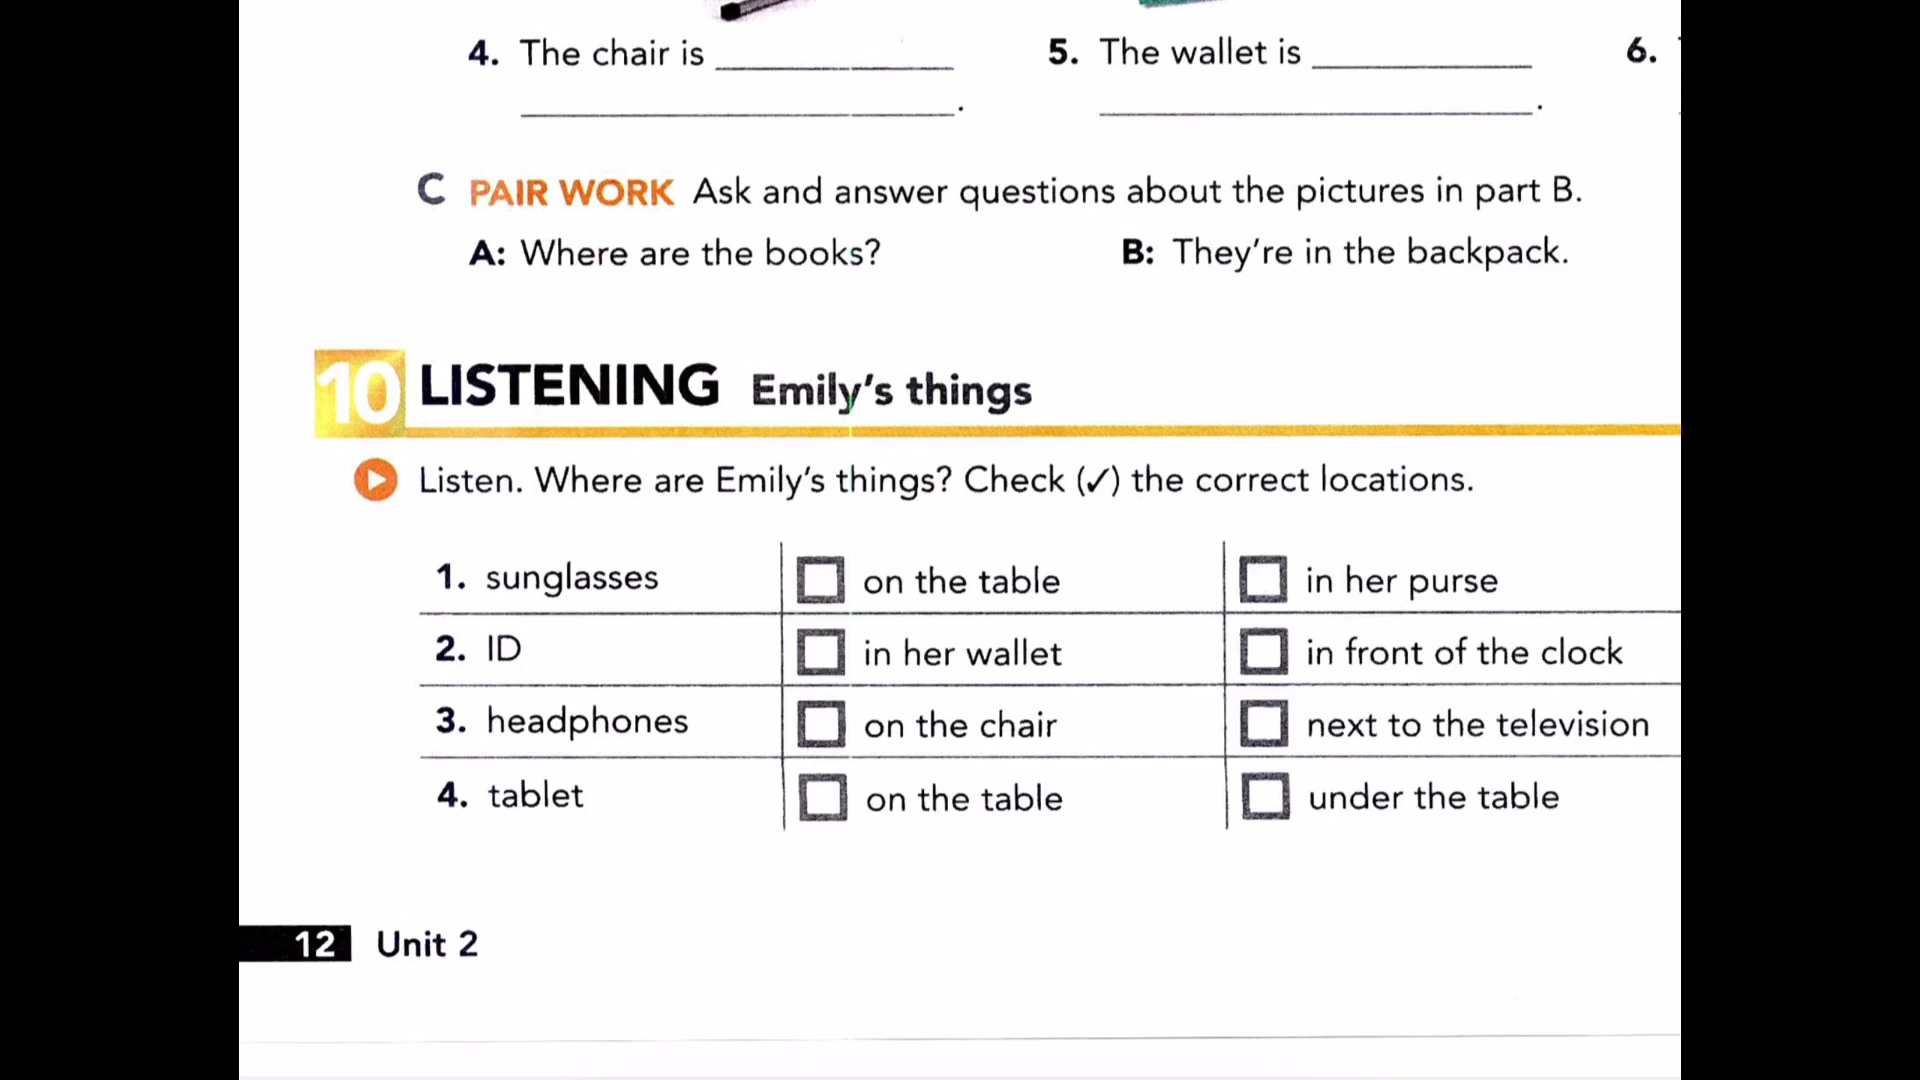 4. The chair is ____________ 5. The wallet is ____________ 6.
____________. ____________.
C PAIR WORK Ask and answer questions about the pictures in part B.
A: Where are the books? B: They're in the backpack.
10 LISTENING Emily's things
Listen. Where are Emily's things? Check (✓) the correct locations.
1. sunglasses ☐ on the table ☐ in her purse
2. ID ☐ in her wallet ☐ in front of the clock
3. headphones ☐ on the chair ☐ next to the television
4. tablet ☐ on the table ☐ under the table
12 Unit 2